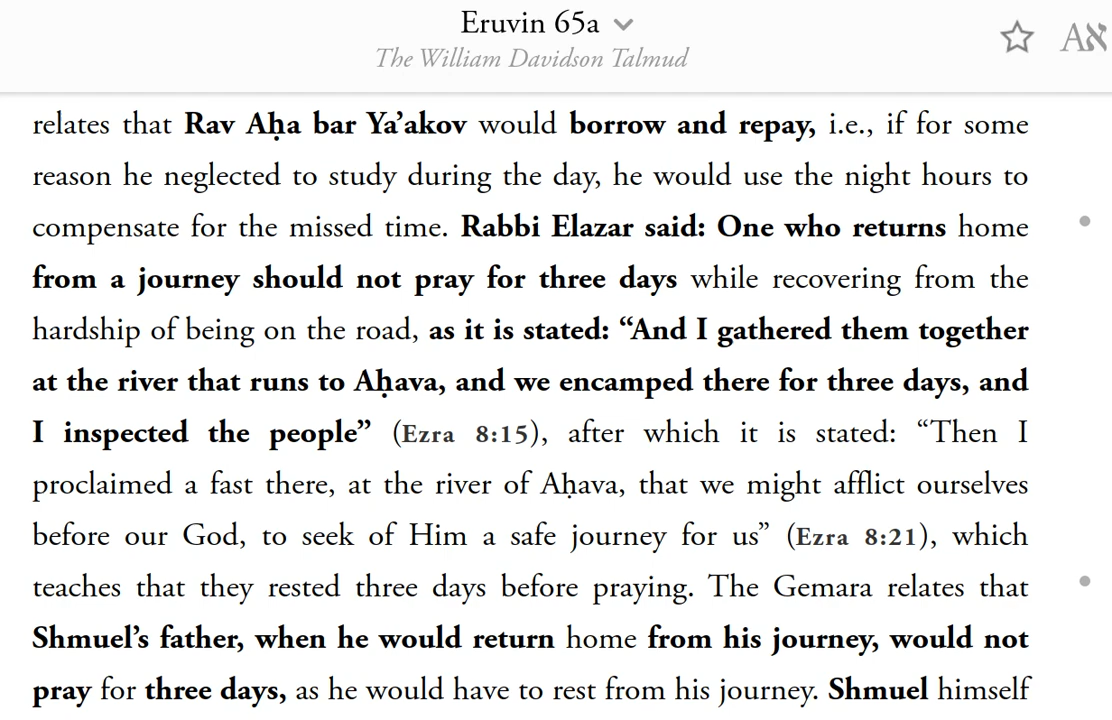 Eruvin 65a
The William Davidson Talmud
Aא
relates that Rav Aḥa bar Ya’akov would borrow and repay, i.e., if for some
reason he neglected to study during the day, he would use the night hours to
compensate for the missed time. Rabbi Elazar said: One who returns home
from a journey should not pray for three days while recovering from the
hardship of being on the road, as it is stated: “And I gathered them together
at the river that runs to Aḥava, and we encamped there for three days, and
I inspected the people” (Ezra 8:15), after which it is stated: “Then I
proclaimed a fast there, at the river of Aḥava, that we might afflict ourselves
before our God, to seek of Him a safe journey for us” (Ezra 8:21), which
teaches that they rested three days before praying. The Gemara relates that
Shmuel’s father, when he would return home from his journey, would not
pray for three days, as he would have to rest from his journey. Shmuel himself